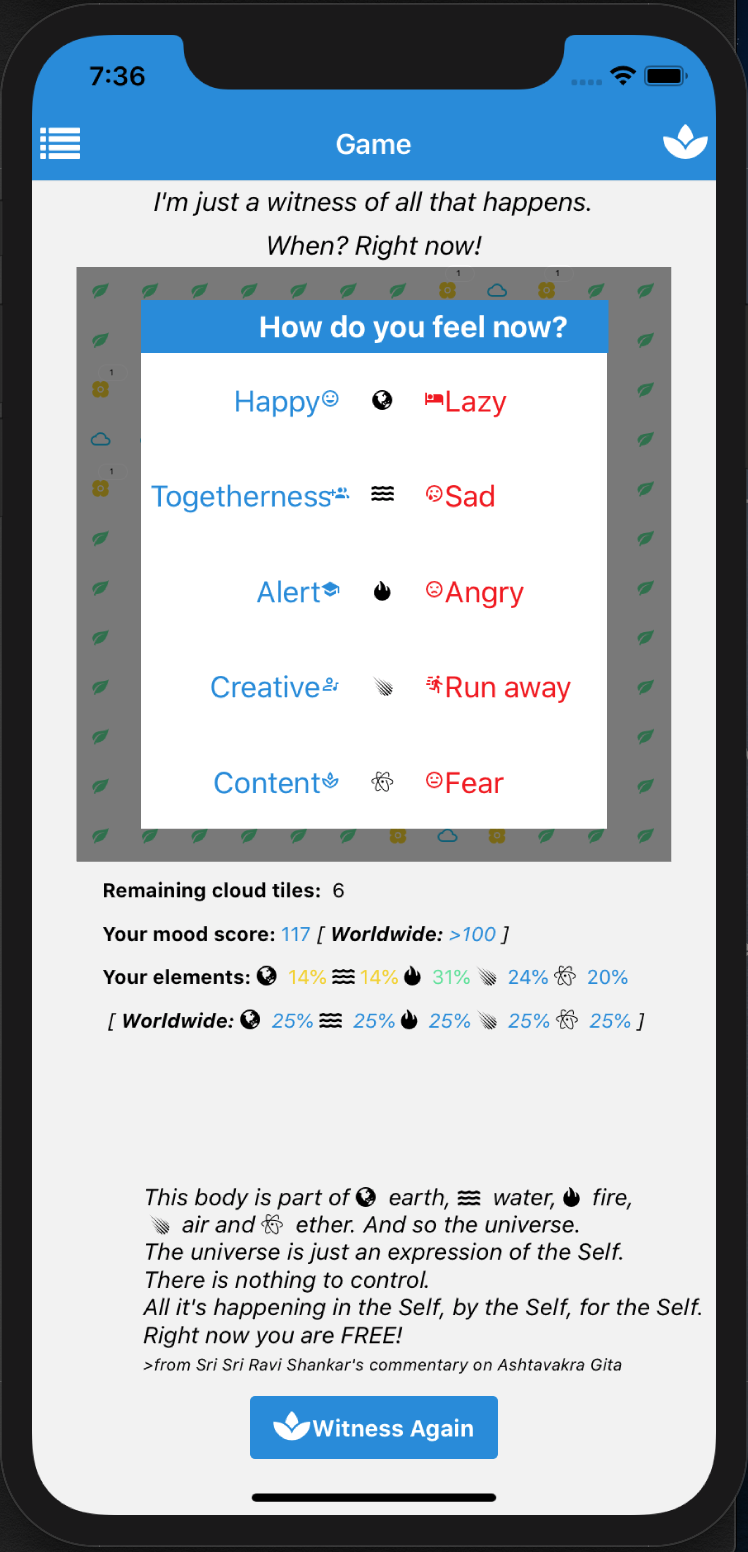 7:36
Game
I'm just a witness of all that happens.
When? Right now!
1 1
How do you feel now?
1
Happy Lazy
1
Togetherness Sad
Alert Angry
Creative Run away
Content Fear
Remaining cloud tiles: 6
Your mood score: 117 [ Worldwide: >100 ]
Your elements: 14% 14% 31% 24% 20%
[ Worldwide: 25% 25% 25% 25% 25% ]
This body is part of earth, water, fire,
air and ether. And so the universe.
The universe is just an expression of the Self.
There is nothing to control.
All it's happening in the Self, by the Self, for the Self.
Right now you are FREE!
>from Sri Sri Ravi Shankar's commentary on Ashtavakra Gita
Witness Again